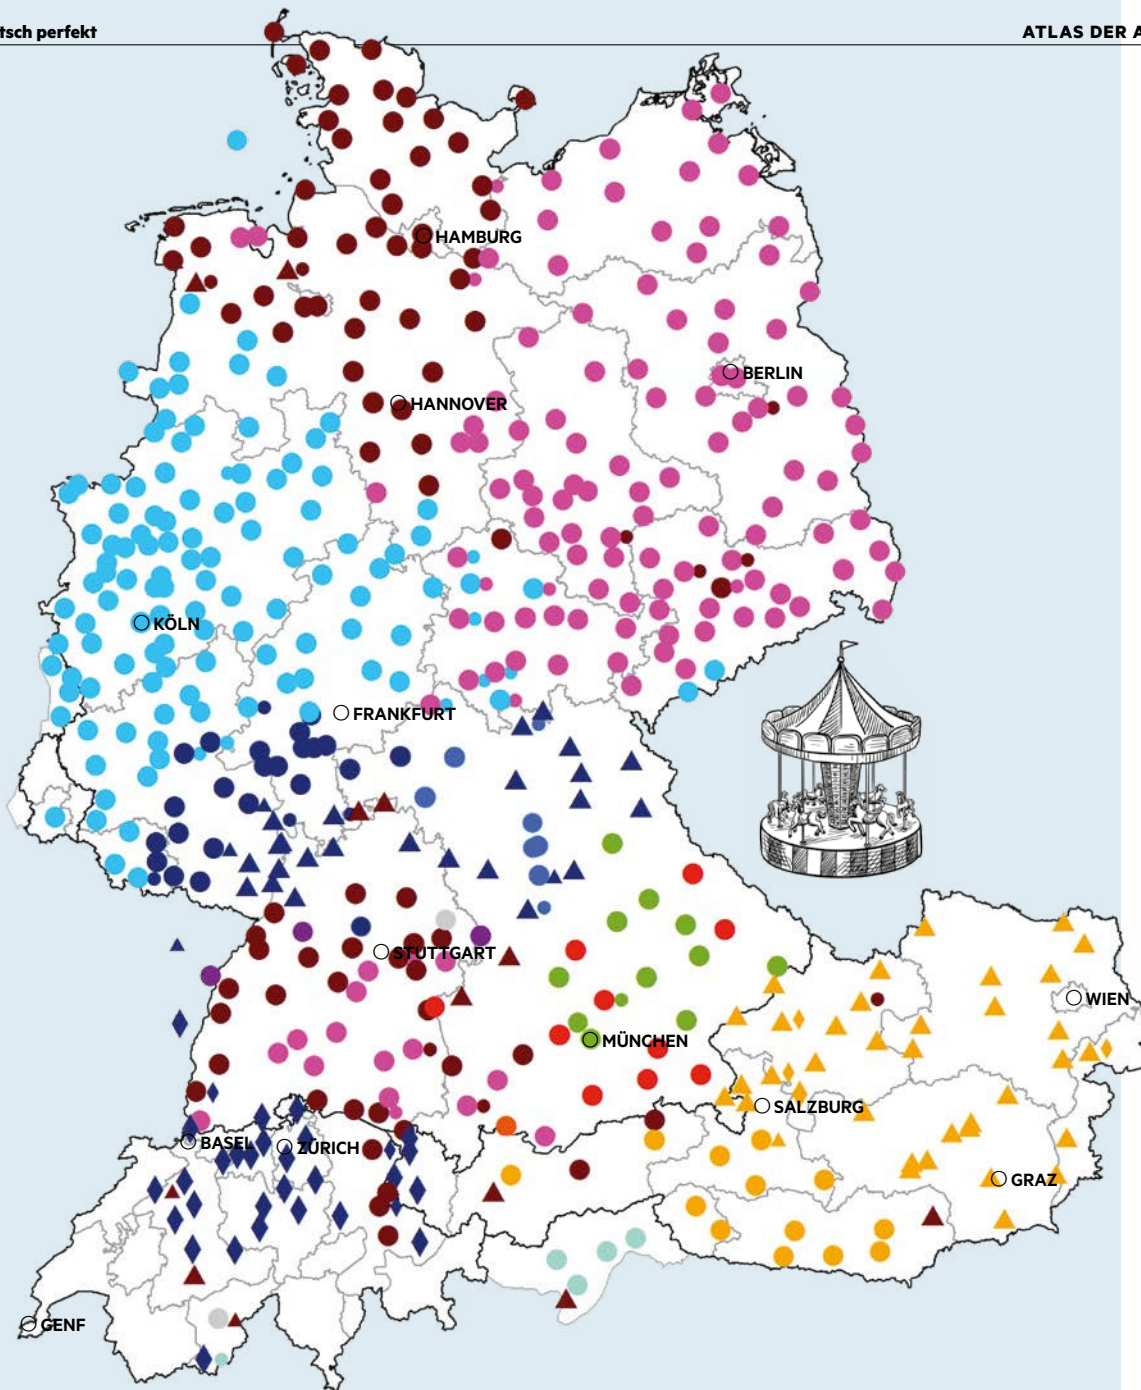 tsch perfekt
ATLAS DER A
HAMBURG
BERLIN
HANNOVER
KÖLN
FRANKFURT
STUTTGART
WIEN
MÜNCHEN
SALZBURG
BASEL
ZÜRICH
GRAZ
GENF